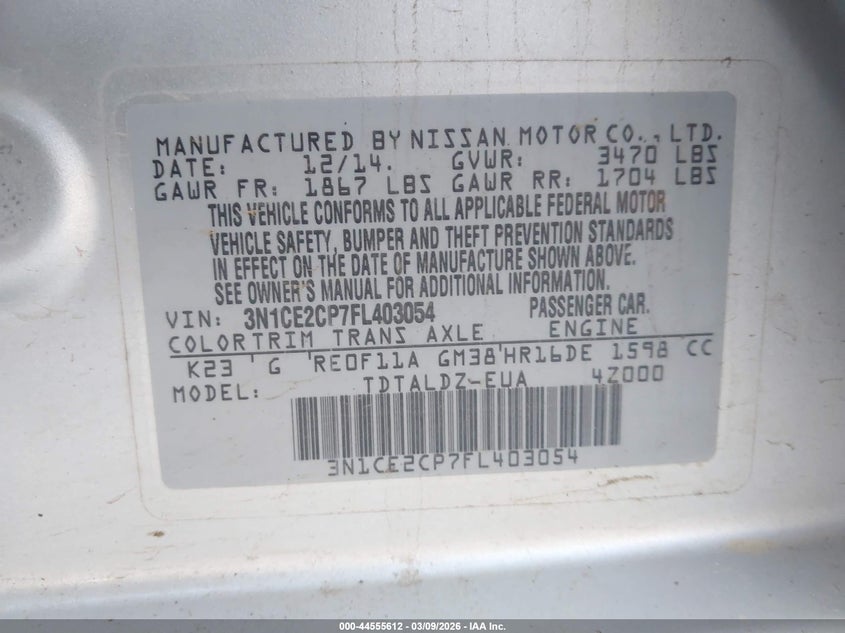 MANUFACTURED BY NISSAN MOTOR CO., LTD.
DATE: 12/14. GVWR: 3470 LBS
GAWR FR: 1867 LBS GAWR RR: 1704 LBS
THIS VEHICLE CONFORMS TO ALL APPLICABLE FEDERAL MOTOR
VEHICLE SAFETY, BUMPER AND THEFT PREVENTION STANDARDS
IN EFFECT ON THE DATE OF MANUFACTURE SHOWN ABOVE.
SEE OWNER'S MANUAL FOR ADDITIONAL INFORMATION.
VIN: 3N1CE2CP7FL403054 PASSENGER CAR.
COLOR TRIM TRANS AXLE ENGINE
K23 G RE0F11A GM38 HR16DE 1598 CC
MODEL: TDTALDZ-EUA 4Z000
3N1CE2CP7FL403054
000-44555612 - 03/09/2026 - IAA Inc.